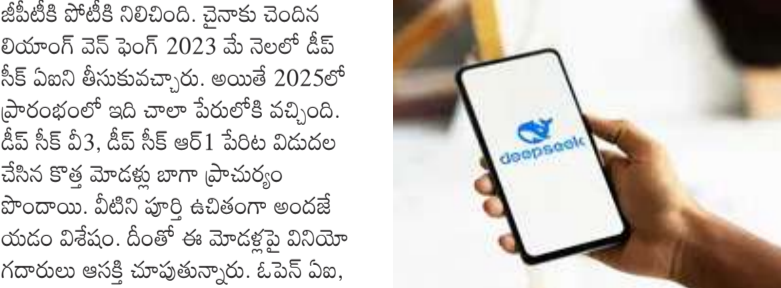 జీపీటీకి పోటీకి నిలిచింది. చైనాకు చెందిన
లియాంగ్ వెన్ ఫెంగ్ 2023 మే నెలలో డీప్
సీక్ ఏఐని తీసుకువచ్చారు. అయితే 2025లో
ప్రారంభంలో ఇది చాలా పేరులోకి వచ్చింది.
డీప్ సీక్ వీ3, డీప్ సీక్ ఆర్1 పేరిట విడుదల
చేసిన కొత్త మోడళ్లు బాగా ప్రాచుర్యం
పొందాయి. వీటిని పూర్తి ఉచితంగా అందజే
యడం విశేషం. దీంతో ఈ మోడళ్లపై వినియో
గదారులు ఆసక్తి చూపుతున్నారు. ఓపెన్ ఏఐ,
deepseek